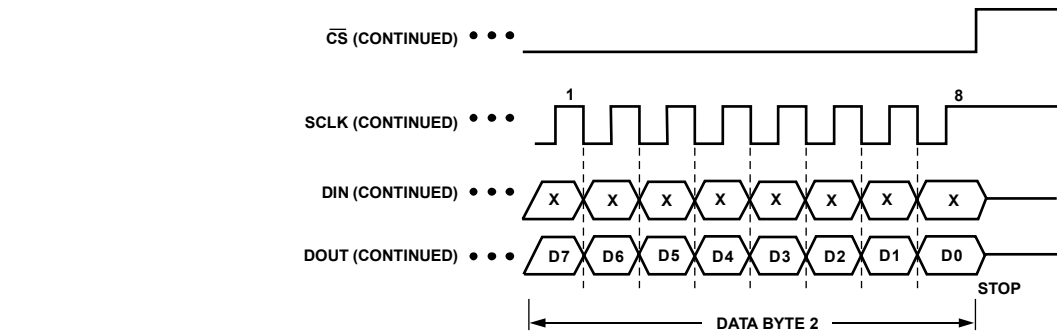 C̅S̅ (CONTINUED) • • •
SCLK (CONTINUED) • • • 1 8
DIN (CONTINUED) • • • X X X X X X X X
DOUT (CONTINUED) • • • D7 D6 D5 D4 D3 D2 D1 D0
STOP
DATA BYTE 2